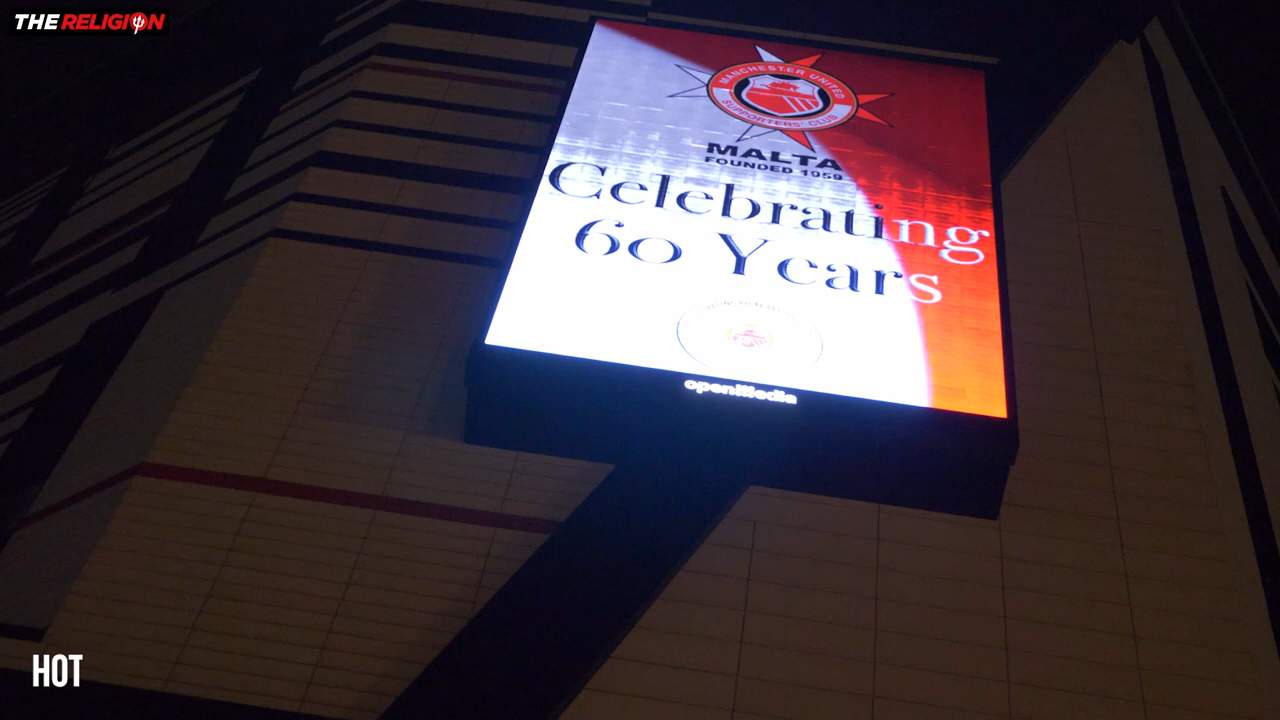 THE RELIGION
MANCHESTER UNITED
SUPPORTERS' CLUB
MALTA
FOUNDED 1959
Celebrating
60 Years
openMedia
HOT